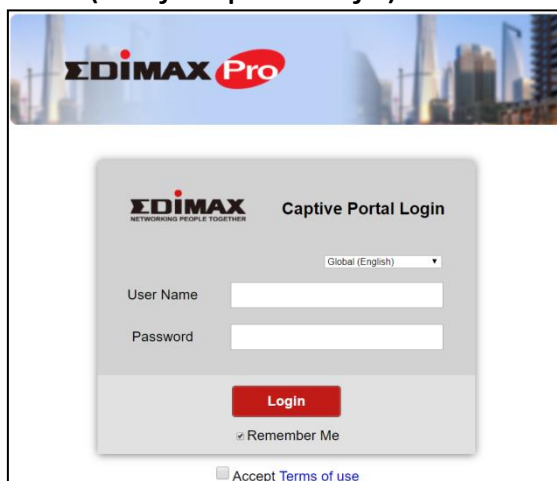 EDIMAX Pro
EDIMAX Captive Portal Login
NETWORKING PEOPLE TOGETHER
Global (English)
User Name
Password
Login
Remember Me
Accept Terms of use